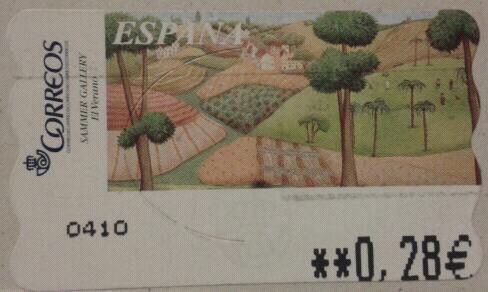 ESPAÑA
CORREOS
SAMMER GALLERY
El Verano
0410
**0,28€